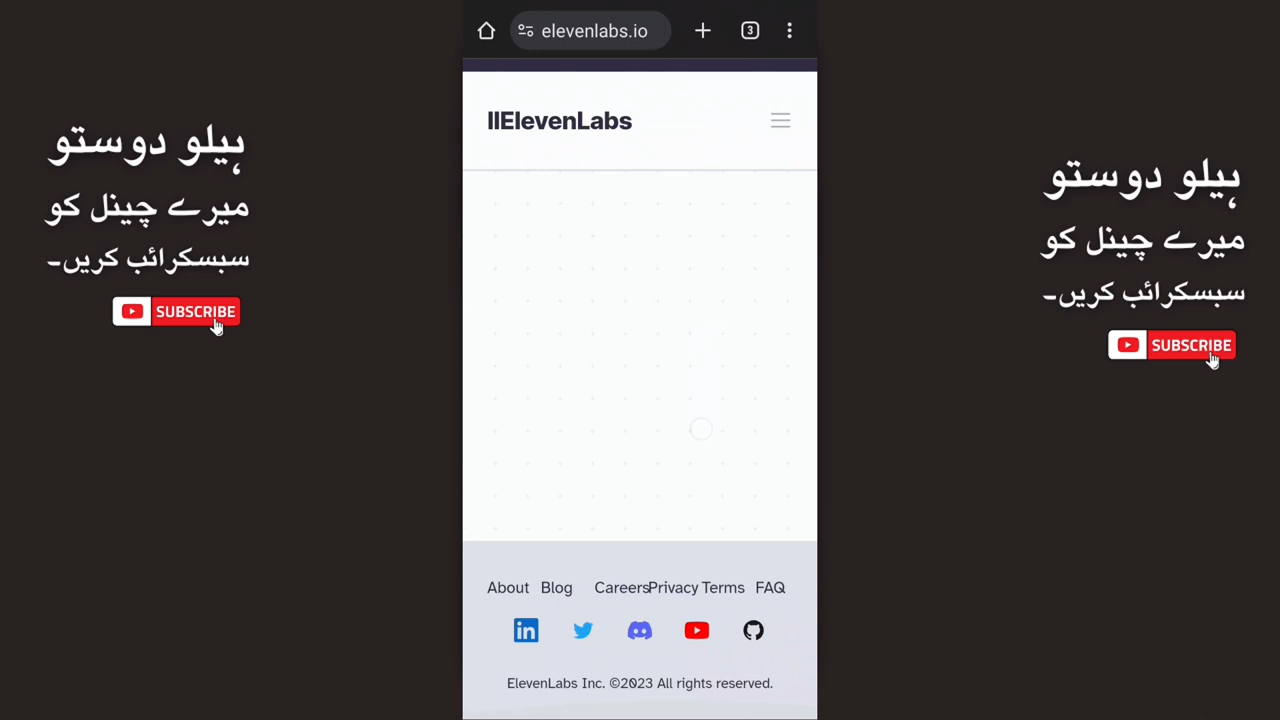 3
elevenlabs.io
IIElevenLabs
ہیلو دوستو
میرے چینل کو
سبسکرائب کریں۔
SUBSCRIBE
ہیلو دوستو
میرے چینل کو
سبسکرائب کریں۔
SUBSCRIBE
About Blog Careers Privacy Terms FAQ
in
ElevenLabs Inc. ©2023 All rights reserved.